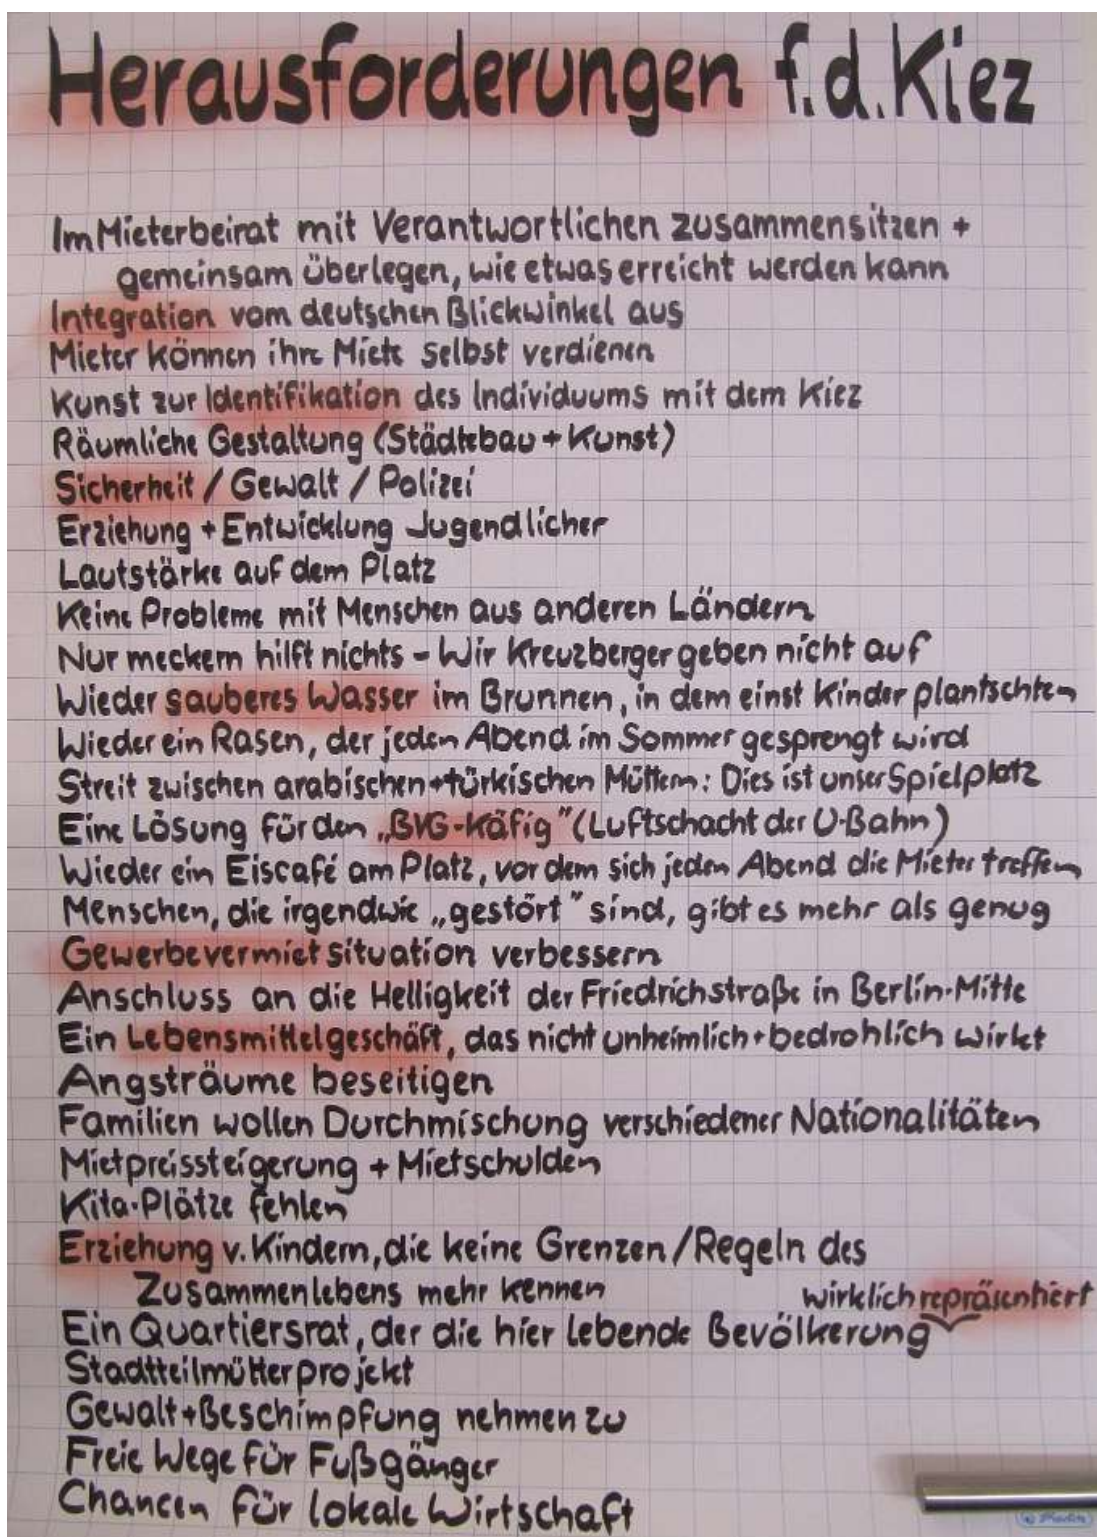 Herausforderungen f.d. Kiez
Im Mieterbeirat mit Verantwortlichen zusammensitzen +
gemeinsam überlegen, wie etwas erreicht werden kann
Integration vom deutschen Blickwinkel aus
Mieter können ihre Miete selbst verdienen
Kunst zur Identifikation des Individuums mit dem Kiez
Räumliche Gestaltung (Städtebau + Kunst)
Sicherheit / Gewalt / Polizei
Erziehung + Entwicklung Jugendlicher
Lautstärke auf dem Platz
Keine Probleme mit Menschen aus anderen Ländern
Nur meckern hilft nichts - Wir Kreuzberger geben nicht auf
Wieder sauberes Wasser im Brunnen, in dem einst Kinder plantschten
Wieder ein Rasen, der jeden Abend im Sommer gesprengt wird
Streit zwischen arabischen + türkischen Müttern: Dies ist unser Spielplatz
Eine Lösung für den „BVG-Käfig" (Luftschacht der U-Bahn)
Wieder ein Eiscafé am Platz, vor dem sich jeden Abend die Mieter treffen
Menschen, die irgendwie „gestört" sind, gibt es mehr als genug
Gewerbevermietsituation verbessern
Anschluss an die Helligkeit der Friedrichstraße in Berlin-Mitte
Ein Lebensmittelgeschäft, das nicht unheimlich + bedrohlich wirkt
Angsträume beseitigen
Familien wollen Durchmischung verschiedener Nationalitäten
Mietpreissteigerung + Mietschulden
Kita-Plätze fehlen
Erziehung v. Kindern, die keine Grenzen/Regeln des
Zusammenlebens mehr kennen
wirklich repräsentiert
Ein Quartiersrat, der die hier lebende Bevölkerung
Stadtteilmütterprojekt
Gewalt + Beschimpfung nehmen zu
Freie Wege für Fußgänger
Chancen für lokale Wirtschaft